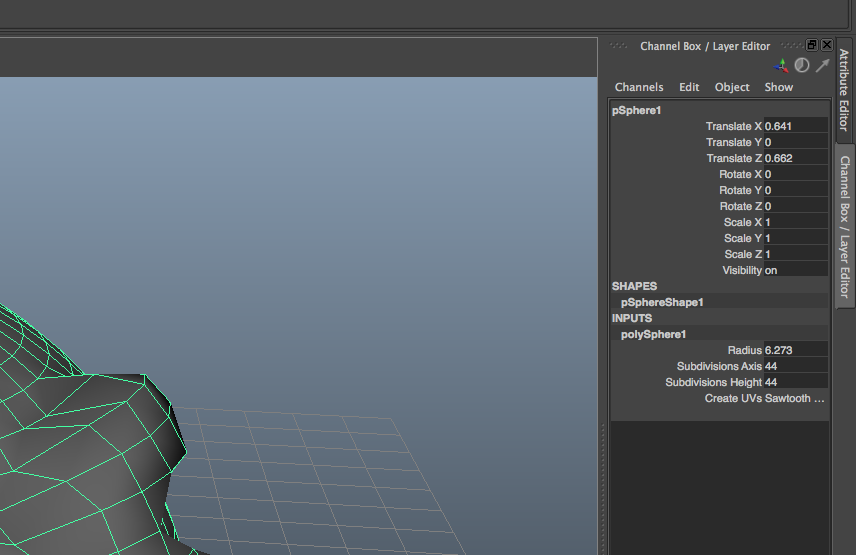 Channel Box / Layer Editor
Channels Edit Object Show
pSphere1
Translate X 0.641
Translate Y 0
Translate Z 0.662
Rotate X 0
Rotate Y 0
Rotate Z 0
Scale X 1
Scale Y 1
Scale Z 1
Visibility on
SHAPES
pSphereShape1
INPUTS
polySphere1
Radius 6.273
Subdivisions Axis 44
Subdivisions Height 44
Create UVs Sawtooth ...
Attribute Editor
Channel Box / Layer Editor